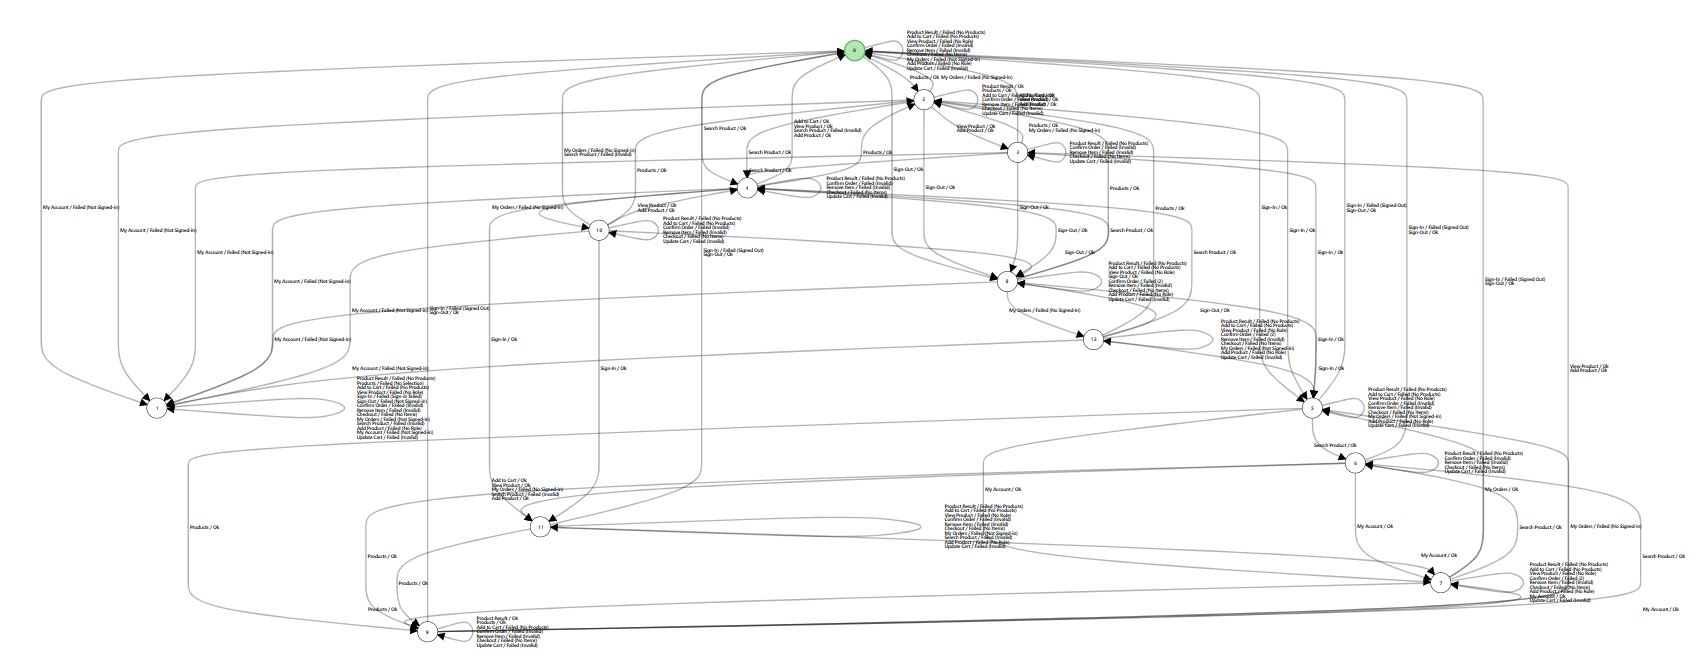 0
Product Result / Failed (No Products)
Add to Cart / Failed (No Products)
View Product / Failed (No Role)
Confirm Order / Failed (Invalid)
Remove Item / Failed (Invalid)
Checkout / Failed (No Items)
My Orders / Failed (Not Signed-in)
Add Product / Failed (No Role)
Update Cart / Failed (Invalid)
Products / Ok
My Orders / Failed (No Signed-in)
Product Result / Ok
Products / Ok
Confirm Order / Failed (Invalid)
Checkout / Failed (No Items)
Update Cart / Failed (Invalid)
2
View Product / Ok
Add Product / Ok
Products / Ok
My Orders / Failed (No Signed-in)
Search Product / Ok
Add to Cart / Ok
View Product / Ok
Search Product / Failed (Invalid)
Add Product / Ok
My Orders / Failed (No Signed-in)
Search Product / Failed (Invalid)
Search Product / Ok
Products / Ok
3
Product Result / Failed (No Products)
Confirm Order / Failed (Invalid)
Remove Item / Failed (Invalid)
Checkout / Failed (No Items)
Update Cart / Failed (Invalid)
Products / Ok
Search Product / Ok
Sign-Out / Ok
4
Product Result / Failed (No Products)
Confirm Order / Failed (Invalid)
Remove Item / Failed (Invalid)
Checkout / Failed (No Items)
Update Cart / Failed (Invalid)
Sign-Out / Ok
Products / Ok
My Account / Failed (Not Signed-in)
My Orders / Failed (No Signed-in)
View Product / Ok
Add Product / Ok
Sign-Out / Ok
Products / Ok
Sign-In / Ok
Sign-In / Failed (Signed Out)
Sign-Out / Ok
10
Product Result / Failed (No Products)
Add to Cart / Failed (No Products)
Confirm Order / Failed (Invalid)
Remove Item / Failed (Invalid)
Checkout / Failed (No Items)
Update Cart / Failed (Invalid)
My Account / Failed (Not Signed-in)
Sign-Out / Ok
Search Product / Ok
Sign-In / Ok
Sign-In / Failed (Signed Out)
Sign-Out / Ok
My Account / Failed (Not Signed-in)
Sign-In / Failed (Signed Out)
Sign-Out / Ok
Sign-Out / Ok
Search Product / Ok
Sign-In / Ok
8
Product Result / Failed (No Products)
Add to Cart / Failed (No Products)
View Product / Failed (No Role)
Sign-Out / Ok
Confirm Order / Failed (2)
Remove Item / Failed (Invalid)
Checkout / Failed (No Items)
Add Product / Failed (No Role)
Update Cart / Failed (Invalid)
My Account / Failed (Not Signed-in)
Sign-In / Failed (Signed Out)
Sign-Out / Ok
My Account / Failed (Not Signed-in)
Sign-In / Failed (Signed Out)
Sign-Out / Ok
My Orders / Failed (No Signed-in)
Sign-Out / Ok
12
Product Result / Failed (No Products)
Add to Cart / Failed (No Products)
View Product / Failed (No Role)
Confirm Order / Failed (2)
Remove Item / Failed (Invalid)
Checkout / Failed (No Items)
My Orders / Failed (Not Signed-in)
Add Product / Failed (No Role)
Update Cart / Failed (Invalid)
My Account / Failed (Not Signed-in)
Sign-In / Ok
Sign-In / Ok
My Account / Failed (Not Signed-in)
Sign-In / Ok
Sign-In / Ok
View Product / Ok
Add Product / Ok
1
Product Result / Failed (No Products)
Products / Failed (No Selection)
Add to Cart / Failed (No Products)
View Product / Failed (No Role)
Sign-In / Failed (Sign-in failed)
Sign-Out / Failed (Not Signed-in)
Confirm Order / Failed (Invalid)
Remove Item / Failed (Invalid)
Checkout / Failed (No Items)
My Orders / Failed (Not Signed-in)
Search Product / Failed (Invalid)
Add Product / Failed (No Role)
My Account / Failed (Not Signed-in)
Update Cart / Failed (Invalid)
5
Product Result / Failed (No Products)
Add to Cart / Failed (No Products)
View Product / Failed (No Role)
Confirm Order / Failed (Invalid)
Remove Item / Failed (Invalid)
Checkout / Failed (No Items)
My Orders / Failed (Not Signed-in)
Add Product / Failed (No Role)
Update Cart / Failed (Invalid)
Search Product / Ok
6
Product Result / Failed (No Products)
Confirm Order / Failed (Invalid)
Remove Item / Failed (Invalid)
Checkout / Failed (No Items)
Update Cart / Failed (Invalid)
Add to Cart / Ok
View Product / Ok
My Orders / Failed (No Signed-in)
Search Product / Failed (Invalid)
Add Product / Ok
My Account / Ok
My Orders / Ok
11
Product Result / Failed (No Products)
Add to Cart / Failed (No Products)
View Product / Failed (No Role)
Confirm Order / Failed (Invalid)
Remove Item / Failed (Invalid)
Checkout / Failed (No Items)
My Orders / Failed (Not Signed-in)
Search Product / Failed (Invalid)
Add Product / Failed (No Role)
Update Cart / Failed (Invalid)
Products / Ok
My Account / Ok
Search Product / Ok
My Orders / Failed (No Signed-in)
Products / Ok
My Account / Ok
Search Product / Ok
Products / Ok
7
Product Result / Failed (No Products)
Add to Cart / Failed (No Products)
View Product / Failed (No Role)
Confirm Order / Failed (2)
Remove Item / Failed (Invalid)
Checkout / Failed (No Items)
Add Product / Failed (No Role)
My Account / Ok
Update Cart / Failed (Invalid)
Products / Ok
My Account / Ok
9
Product Result / Ok
Products / Ok
Add to Cart / Failed (No Products)
Confirm Order / Failed (Invalid)
Remove Item / Failed (Invalid)
Checkout / Failed (No Items)
Update Cart / Failed (Invalid)